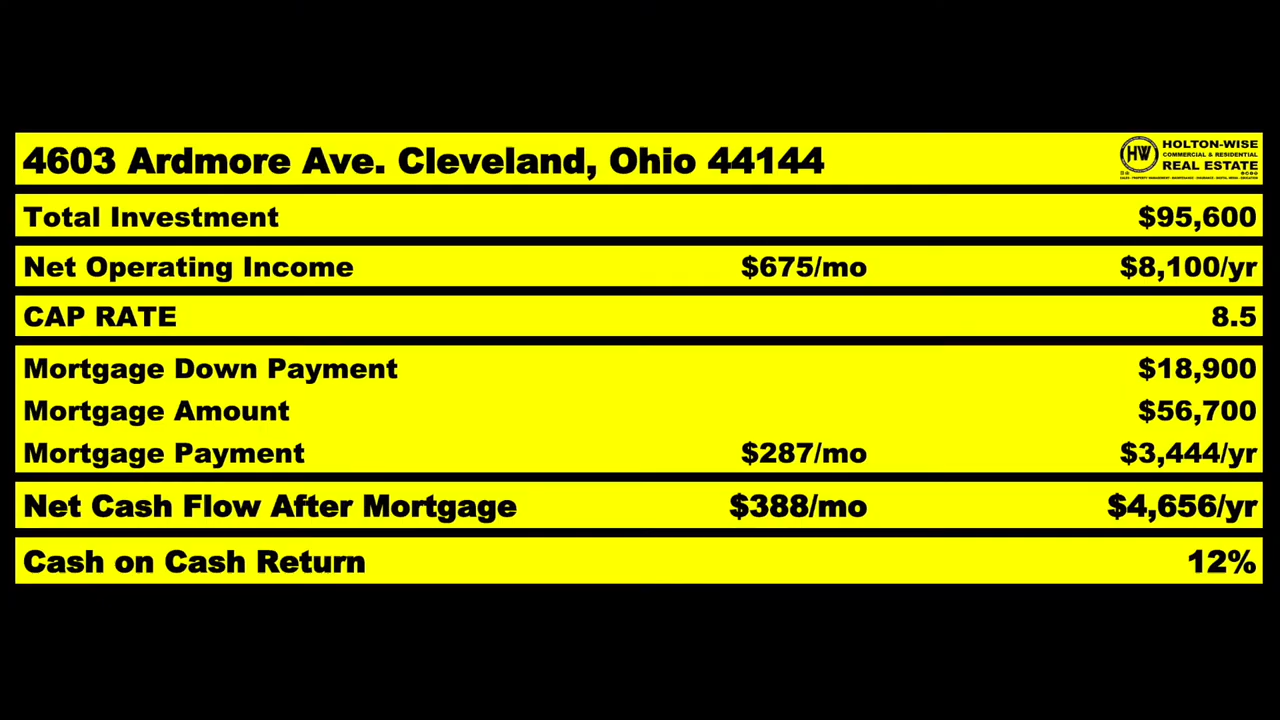 4603 Ardmore Ave. Cleveland, Ohio 44144
HW
HOLTON-WISE
COMMERCIAL & RESIDENTIAL
REAL ESTATE
Total Investment $95,600
Net Operating Income $675/mo $8,100/yr
CAP RATE 8.5
Mortgage Down Payment $18,900
Mortgage Amount $56,700
Mortgage Payment $287/mo $3,444/yr
Net Cash Flow After Mortgage $388/mo $4,656/yr
Cash on Cash Return 12%